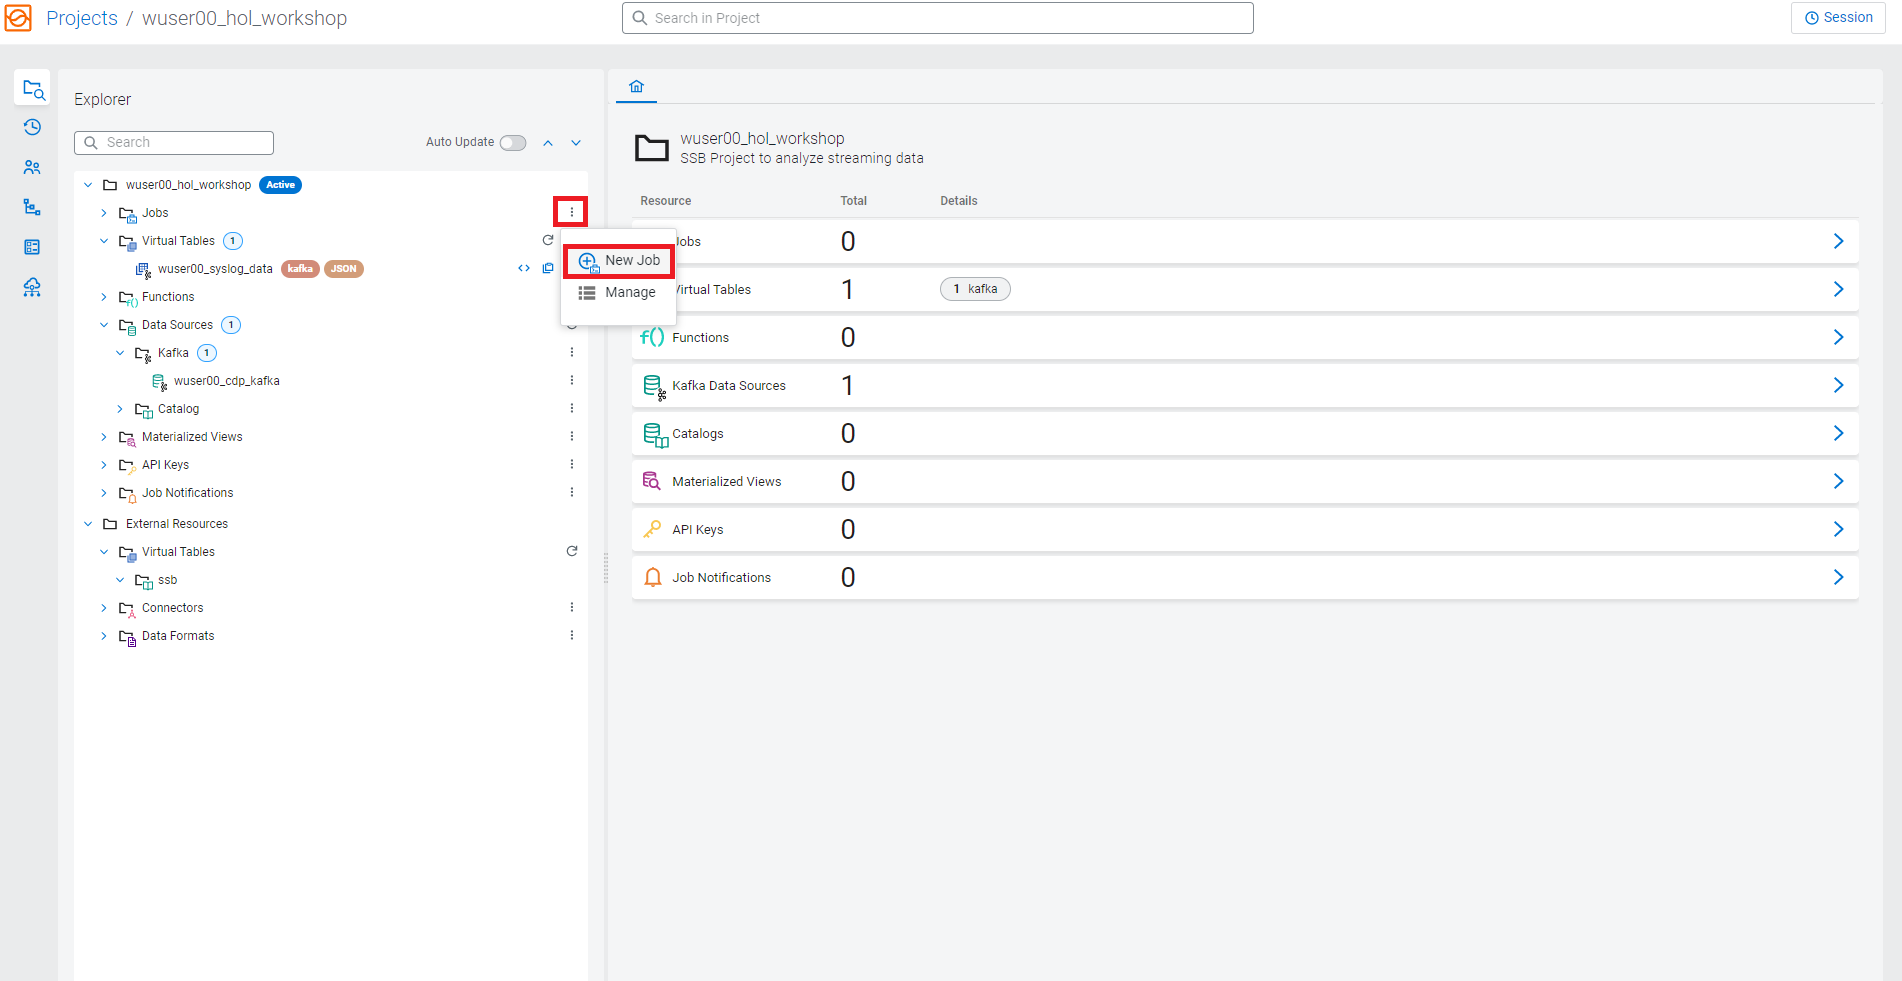 Projects / wuser00_hol_workshop
Search in Project
Session
Explorer
Search
Auto Update
wuser00_hol_workshop Active
Jobs
Virtual Tables 1
wuser00_syslog_data kafka JSON
Functions
Data Sources 1
Kafka 1
wuser00_cdp_kafka
Catalog
Materialized Views
API Keys
Job Notifications
External Resources
Virtual Tables
ssb
Connectors
Data Formats
New Job
Manage
wuser00_hol_workshop
SSB Project to analyze streaming data
Resource Total Details
Jobs 0
Virtual Tables 1 1 kafka
f() Functions 0
Kafka Data Sources 1
Catalogs 0
Materialized Views 0
API Keys 0
Job Notifications 0